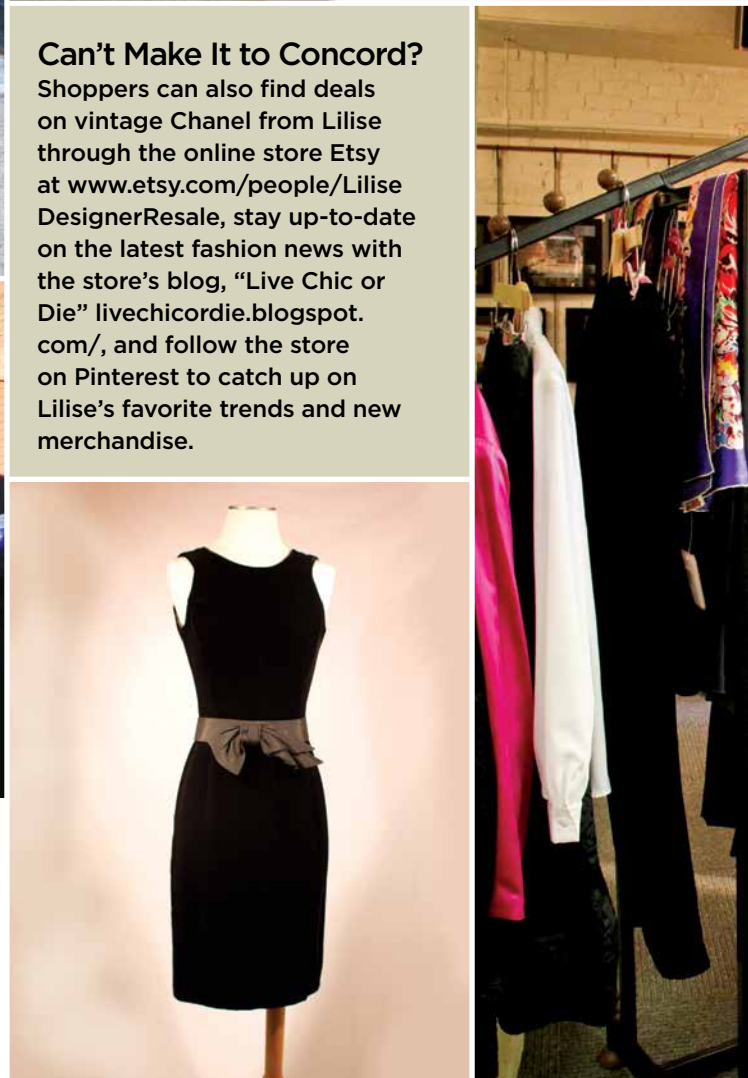 Can’t Make It to Concord?
Shoppers can also find deals
on vintage Chanel from Lilise
through the online store Etsy
at www.etsy.com/people/Lilise
DesignerResale, stay up-to-date
on the latest fashion news with
the store’s blog, “Live Chic or
Die” livechicordie.blogspot.
com/, and follow the store
on Pinterest to catch up on
Lilise’s favorite trends and new
merchandise.